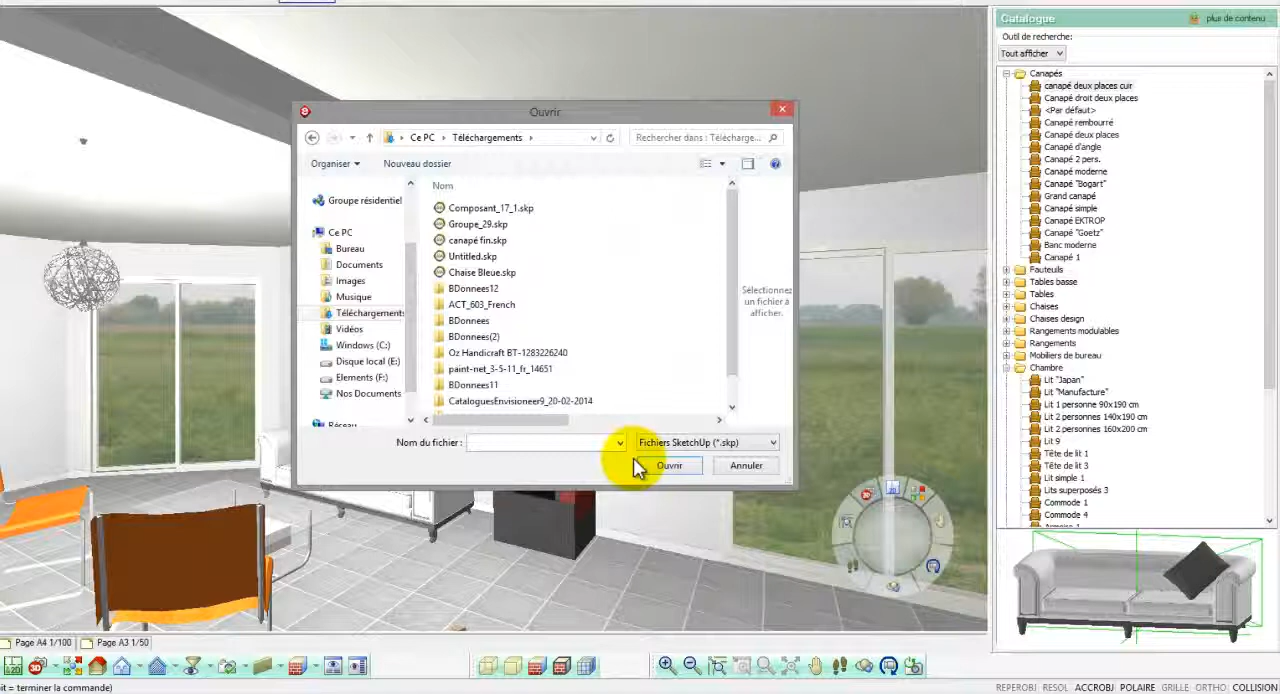 Catalogue
plus de contenu ...
Outil de recherche:
Tout afficher
Canapés
canapé deux places cuir
Canapé droit deux places
<Par défaut>
Canapé rembourré
Canapé deux places
Canapé d'angle
Canapé 2 pers.
Canapé moderne
Canapé "Bogart"
Grand canapé
Canapé simple
Canapé EKTROP
Canapé "Goetz"
Banc moderne
Canapé 1
Fauteuils
Tables basse
Tables
Chaises
Chaises design
Rangements modulables
Rangements
Mobiliers de bureau
Chambre
Lit "Japan"
Lit "Manufacture"
Lit 1 personne 90x190 cm
Lit 2 personnes 140x190 cm
Lit 2 personnes 160x200 cm
Lit 9
Tête de lit 1
Tête de lit 3
Lit simple 1
Lits superposés 3
Commode 1
Commode 4
Ouvrir
Ce PC
Téléchargements
Rechercher dans : Télécharge...
Organiser
Nouveau dossier
Groupe résidentiel
Ce PC
Bureau
Documents
Images
Musique
Téléchargements
Vidéos
Windows (C:)
Disque local (E:)
Elements (F:)
Nos Documents
Réseau
Nom
Composant_17_1.skp
Groupe_29.skp
canapé fin.skp
Untitled.skp
Chaise Bleue.skp
BDonnees12
ACT_603_French
BDonnees
BDonnees(2)
Oz Handicraft BT-1283226240
paint-net_3-5-11_fr_14651
BDonnees11
CataloguesEnvisioneer9_20-02-2014
Sélectionnez
un fichier à
afficher.
Nom du fichier :
Fichiers SketchUp (*.skp)
Ouvrir
Annuler
Page A4 1/100
Page A3 1/50
it = terminer la commande)
REPEROBJ RESOL ACCROBJ POLAIRE GRILLE ORTHO: COLLISION